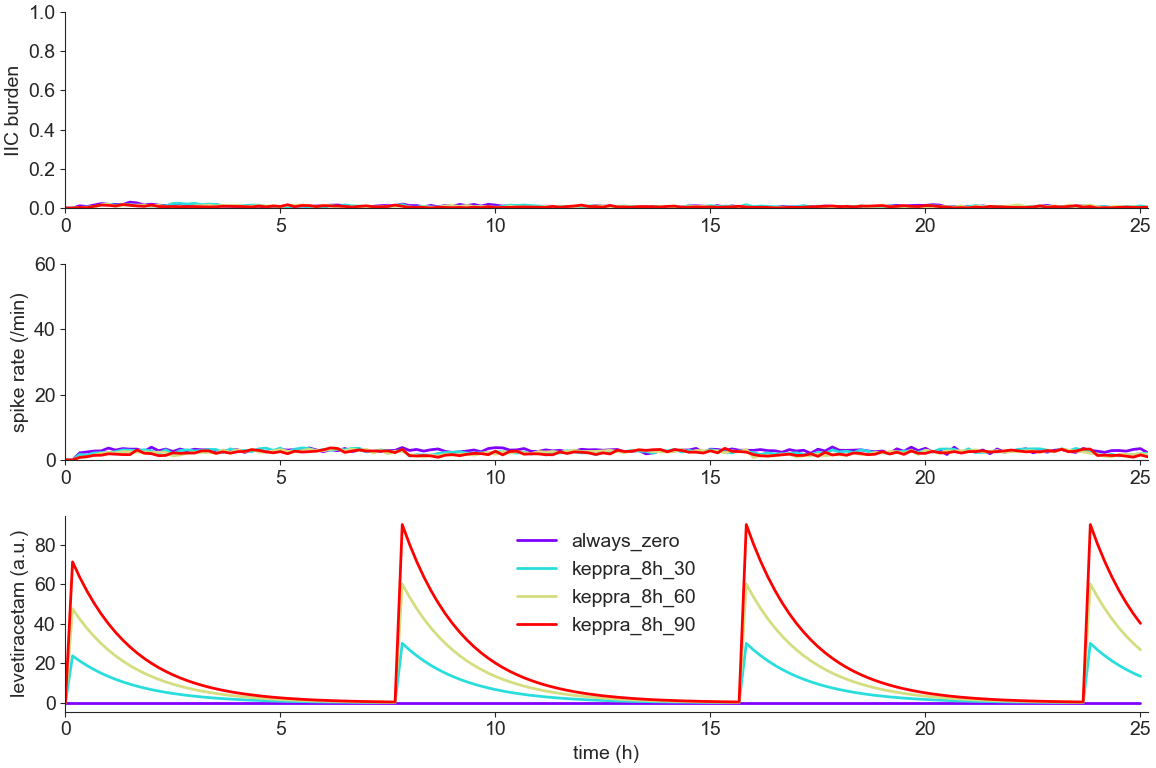 1.0
0.8
0.6
0.4
0.2
0.0
IIC burden
0 5 10 15 20 25
60
40
20
0
spike rate (/min)
0 5 10 15 20 25
80
60
40
20
0
levetiracetam (a.u.)
always_zero
keppra_8h_30
keppra_8h_60
keppra_8h_90
0 5 10 15 20 25
time (h)